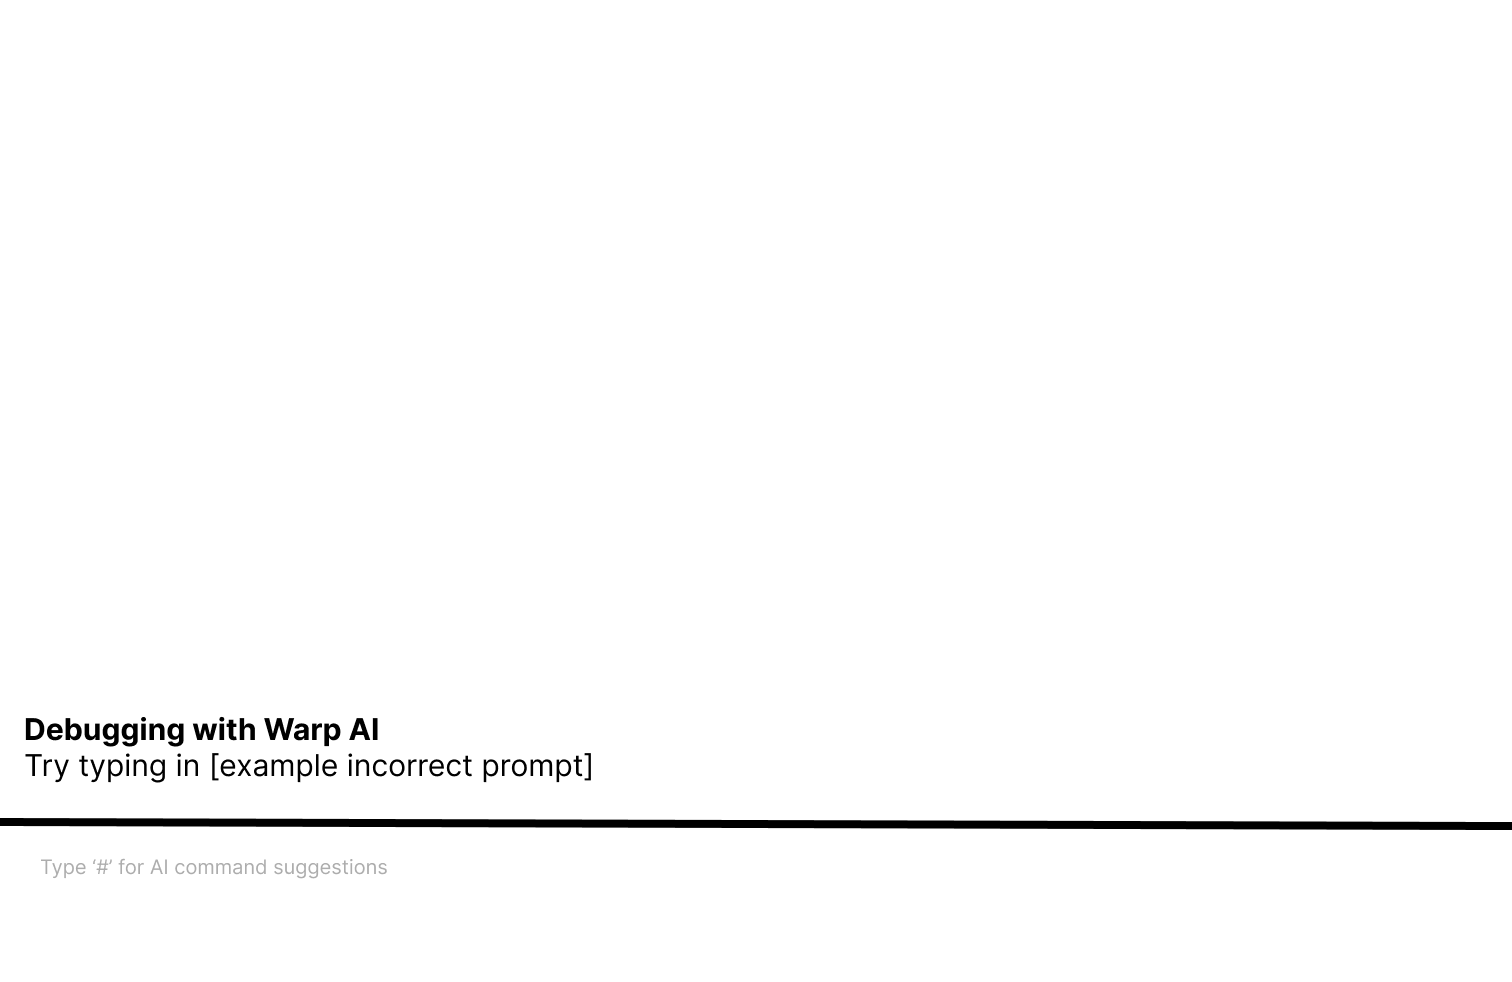 Debugging with Warp AI
Try typing in [example incorrect prompt]
Type ‘#’ for AI command suggestions